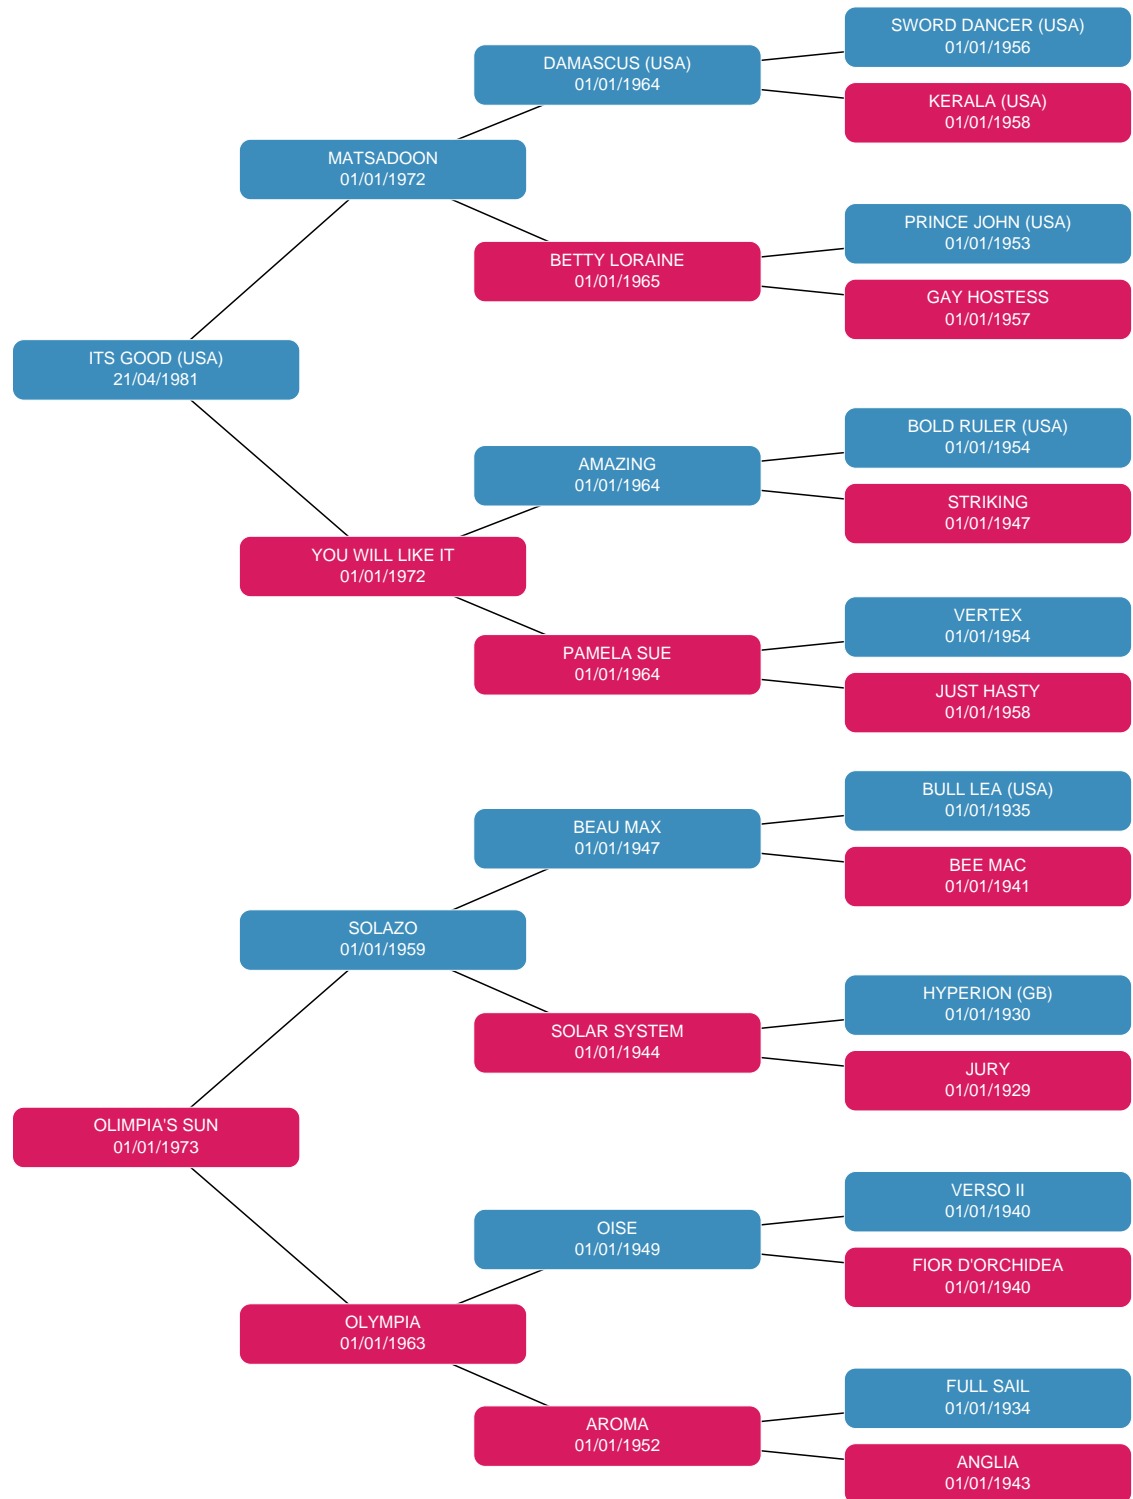 SWORD DANCER (USA)
01/01/1956
DAMASCUS (USA)
01/01/1964
KERALA (USA)
01/01/1958
MATSADOON
01/01/1972
PRINCE JOHN (USA)
01/01/1953
BETTY LORAINE
01/01/1965
GAY HOSTESS
01/01/1957
ITS GOOD (USA)
21/04/1981
BOLD RULER (USA)
01/01/1954
AMAZING
01/01/1964
STRIKING
01/01/1947
YOU WILL LIKE IT
01/01/1972
VERTEX
01/01/1954
PAMELA SUE
01/01/1964
JUST HASTY
01/01/1958
BULL LEA (USA)
01/01/1935
BEAU MAX
01/01/1947
BEE MAC
01/01/1941
SOLAZO
01/01/1959
HYPERION (GB)
01/01/1930
SOLAR SYSTEM
01/01/1944
JURY
01/01/1929
OLIMPIA'S SUN
01/01/1973
VERSO II
01/01/1940
OISE
01/01/1949
FIOR D'ORCHIDEA
01/01/1940
OLYMPIA
01/01/1963
FULL SAIL
01/01/1934
AROMA
01/01/1952
ANGLIA
01/01/1943